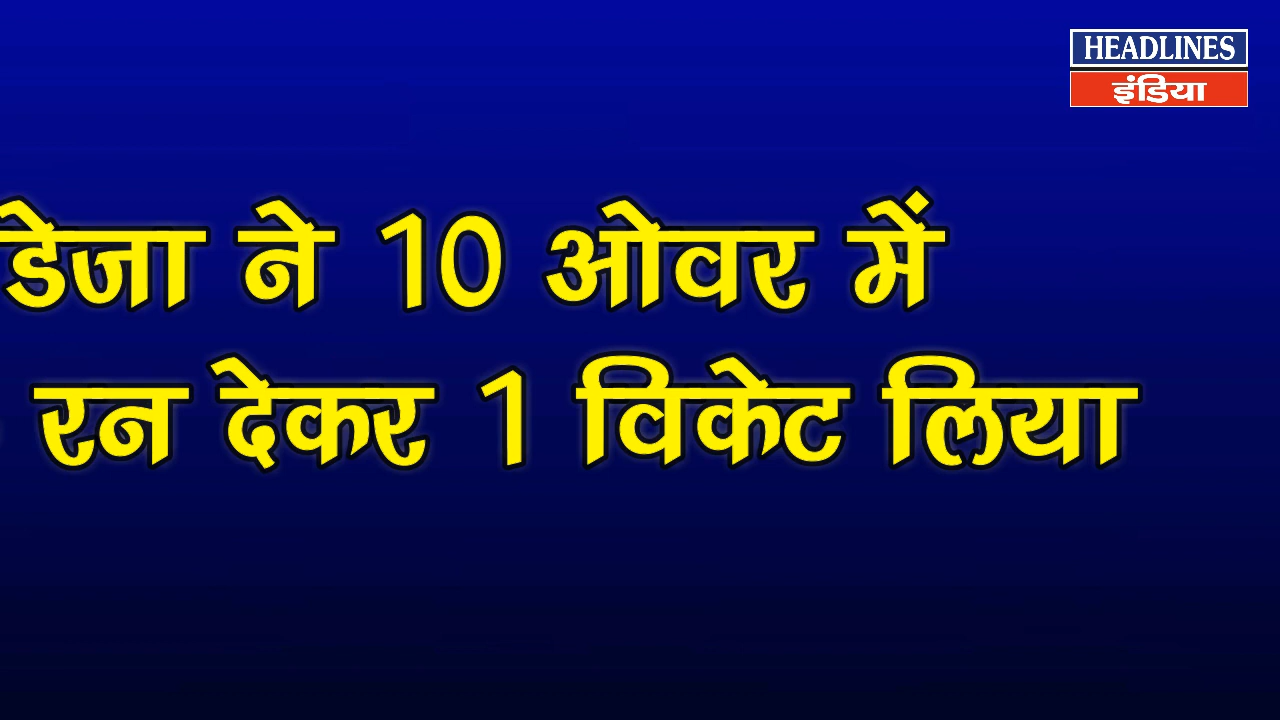 HEADLINES
इंडिया
डेजा ने 10 ओवर में
रन देकर 1 विकेट लिया